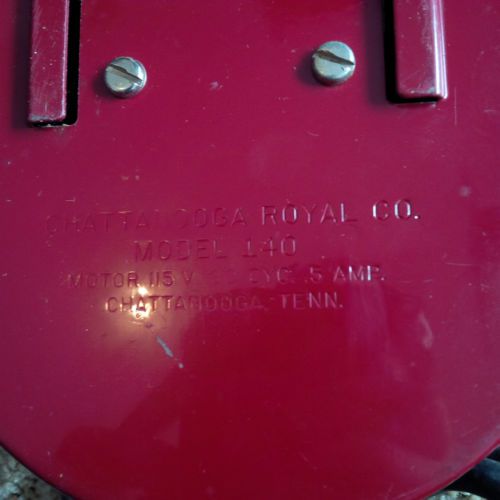 CHATTANOOGA ROYAL CO.
MODEL 140
MOTOR 115 V. CYC. .5 AMP.
CHATTANOOGA, TENN.